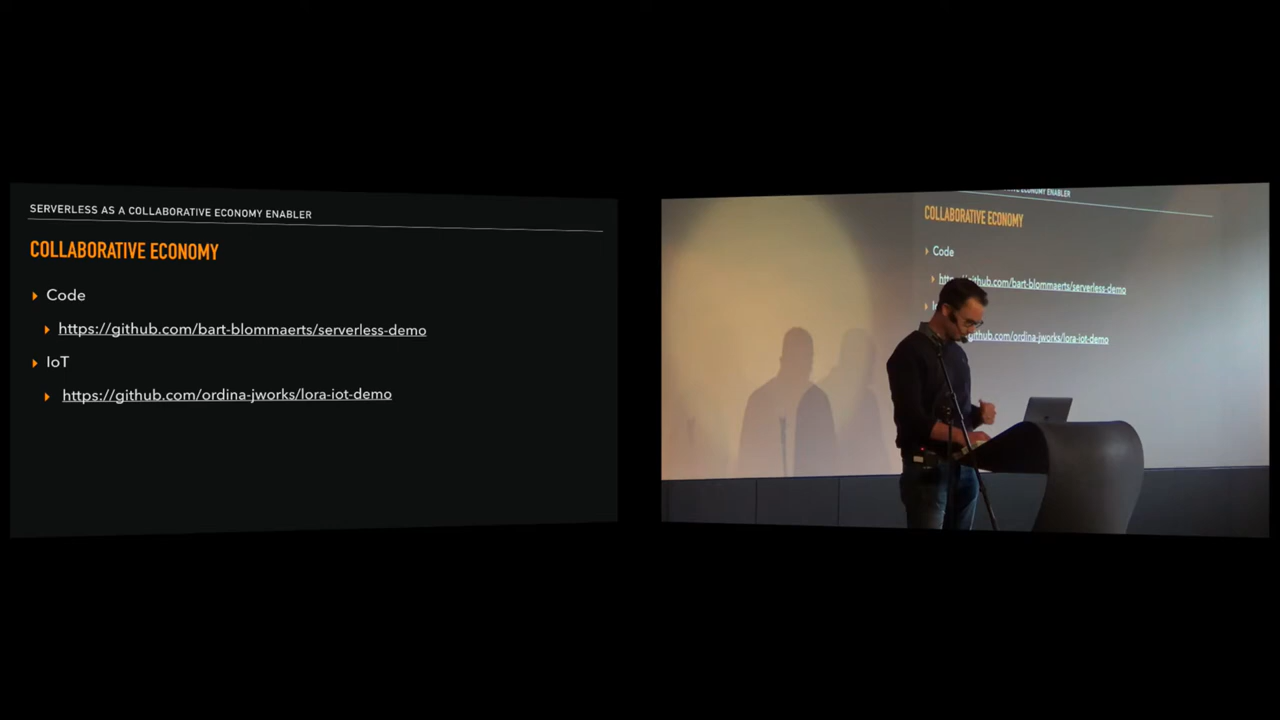 SERVERLESS AS A COLLABORATIVE ECONOMY ENABLER
COLLABORATIVE ECONOMY
Code
https://github.com/bart-blommaerts/serverless-demo
IoT
https://github.com/ordina-jworks/lora-iot-demo
ECONOMY ENABLER
COLLABORATIVE ECONOMY
Code
github.com/bart-blommaerts/serverless-demo
github.com/ordina-jworks/lora-iot-demo